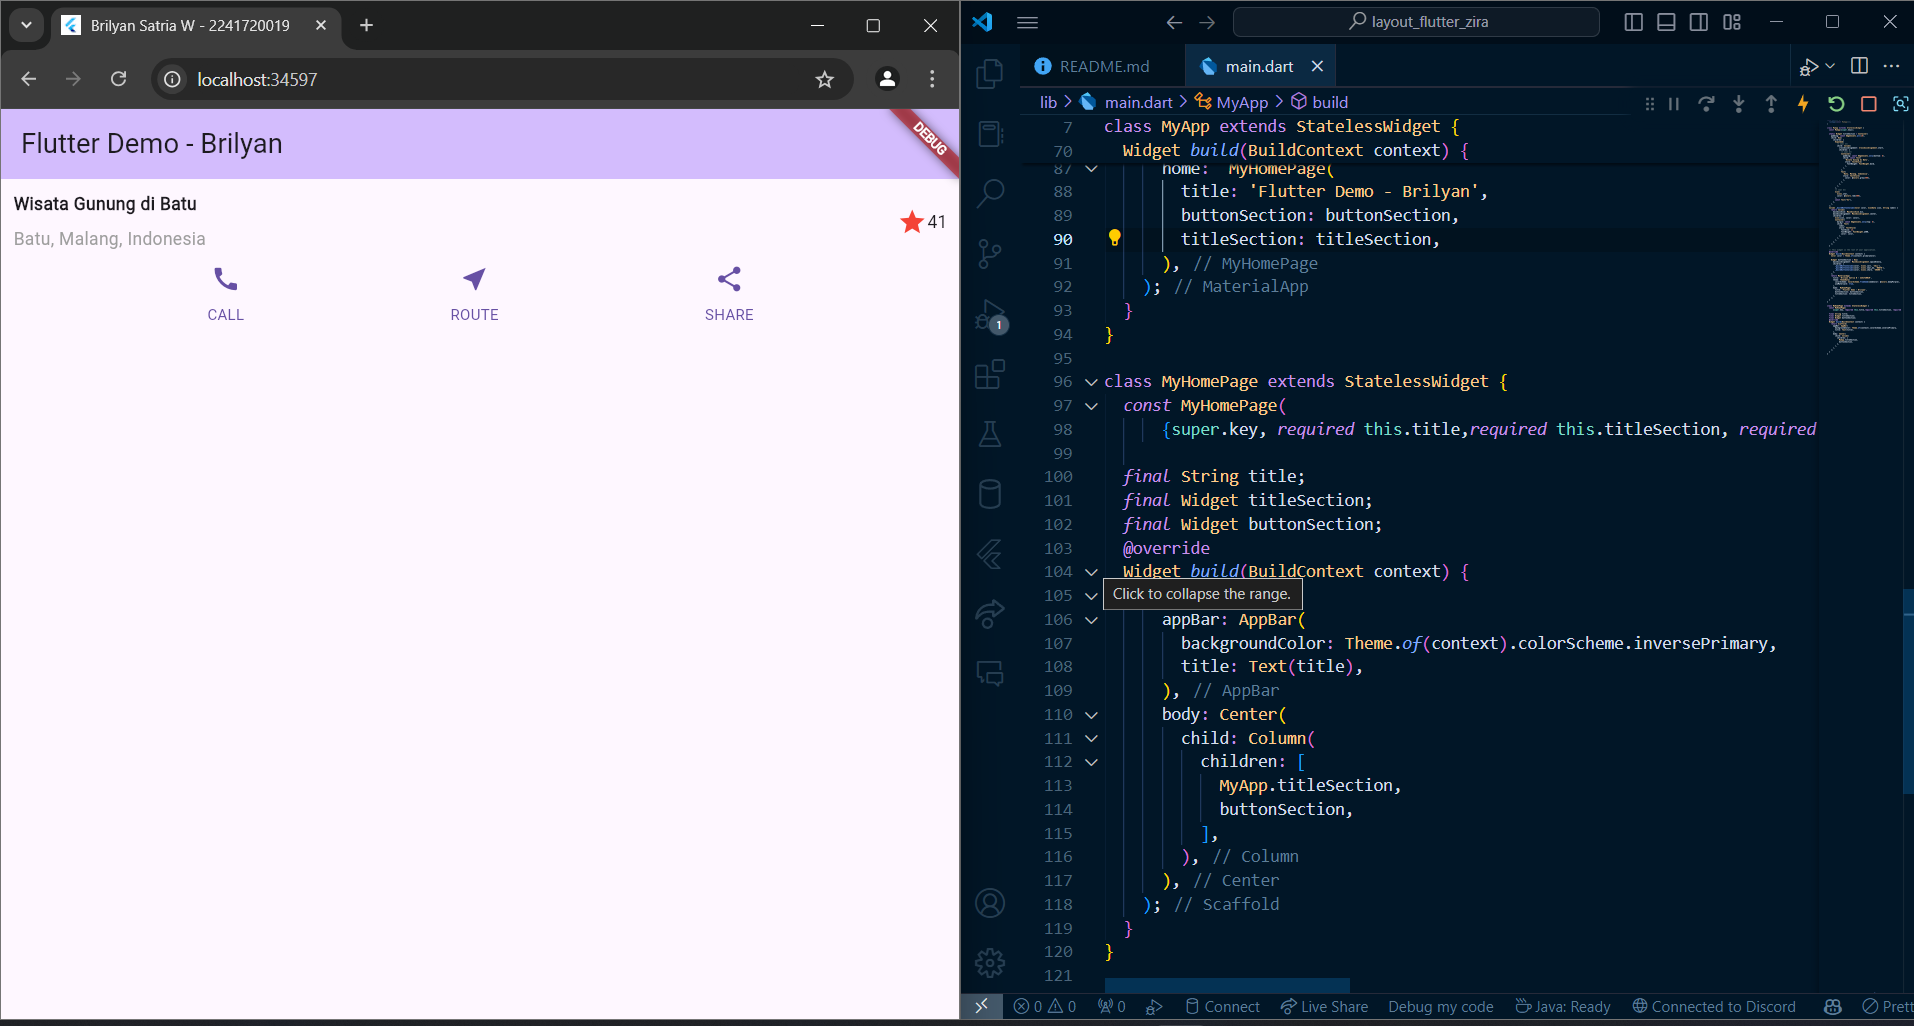 Brilyan Satria W - 2241720019
localhost:34597
Flutter Demo - Brilyan
DEBUG
Wisata Gunung di Batu
Batu, Malang, Indonesia
41
CALL
ROUTE
SHARE
layout_flutter_zira
README.md
main.dart
lib > main.dart > MyApp > build
7 class MyApp extends StatelessWidget {
70 Widget build(BuildContext context) {
87 home: MyHomePage(
88 title: 'Flutter Demo - Brilyan',
89 buttonSection: buttonSection,
90 titleSection: titleSection,
91 ), // MyHomePage
92 ); // MaterialApp
93 }
94 }
95
96 class MyHomePage extends StatelessWidget {
97 const MyHomePage(
98 {super.key, required this.title,required this.titleSection, required
99
100 final String title;
101 final Widget titleSection;
102 final Widget buttonSection;
103 @override
104 Widget build(BuildContext context) {
105
Click to collapse the range.
106 appBar: AppBar(
107 backgroundColor: Theme.of(context).colorScheme.inversePrimary,
108 title: Text(title),
109 ), // AppBar
110 body: Center(
111 child: Column(
112 children: [
113 MyApp.titleSection,
114 buttonSection,
115 ],
116 ), // Column
117 ), // Center
118 ); // Scaffold
119 }
120 }
121
1
0 0 0 Connect Live Share Debug my code Java: Ready Connected to Discord Prett